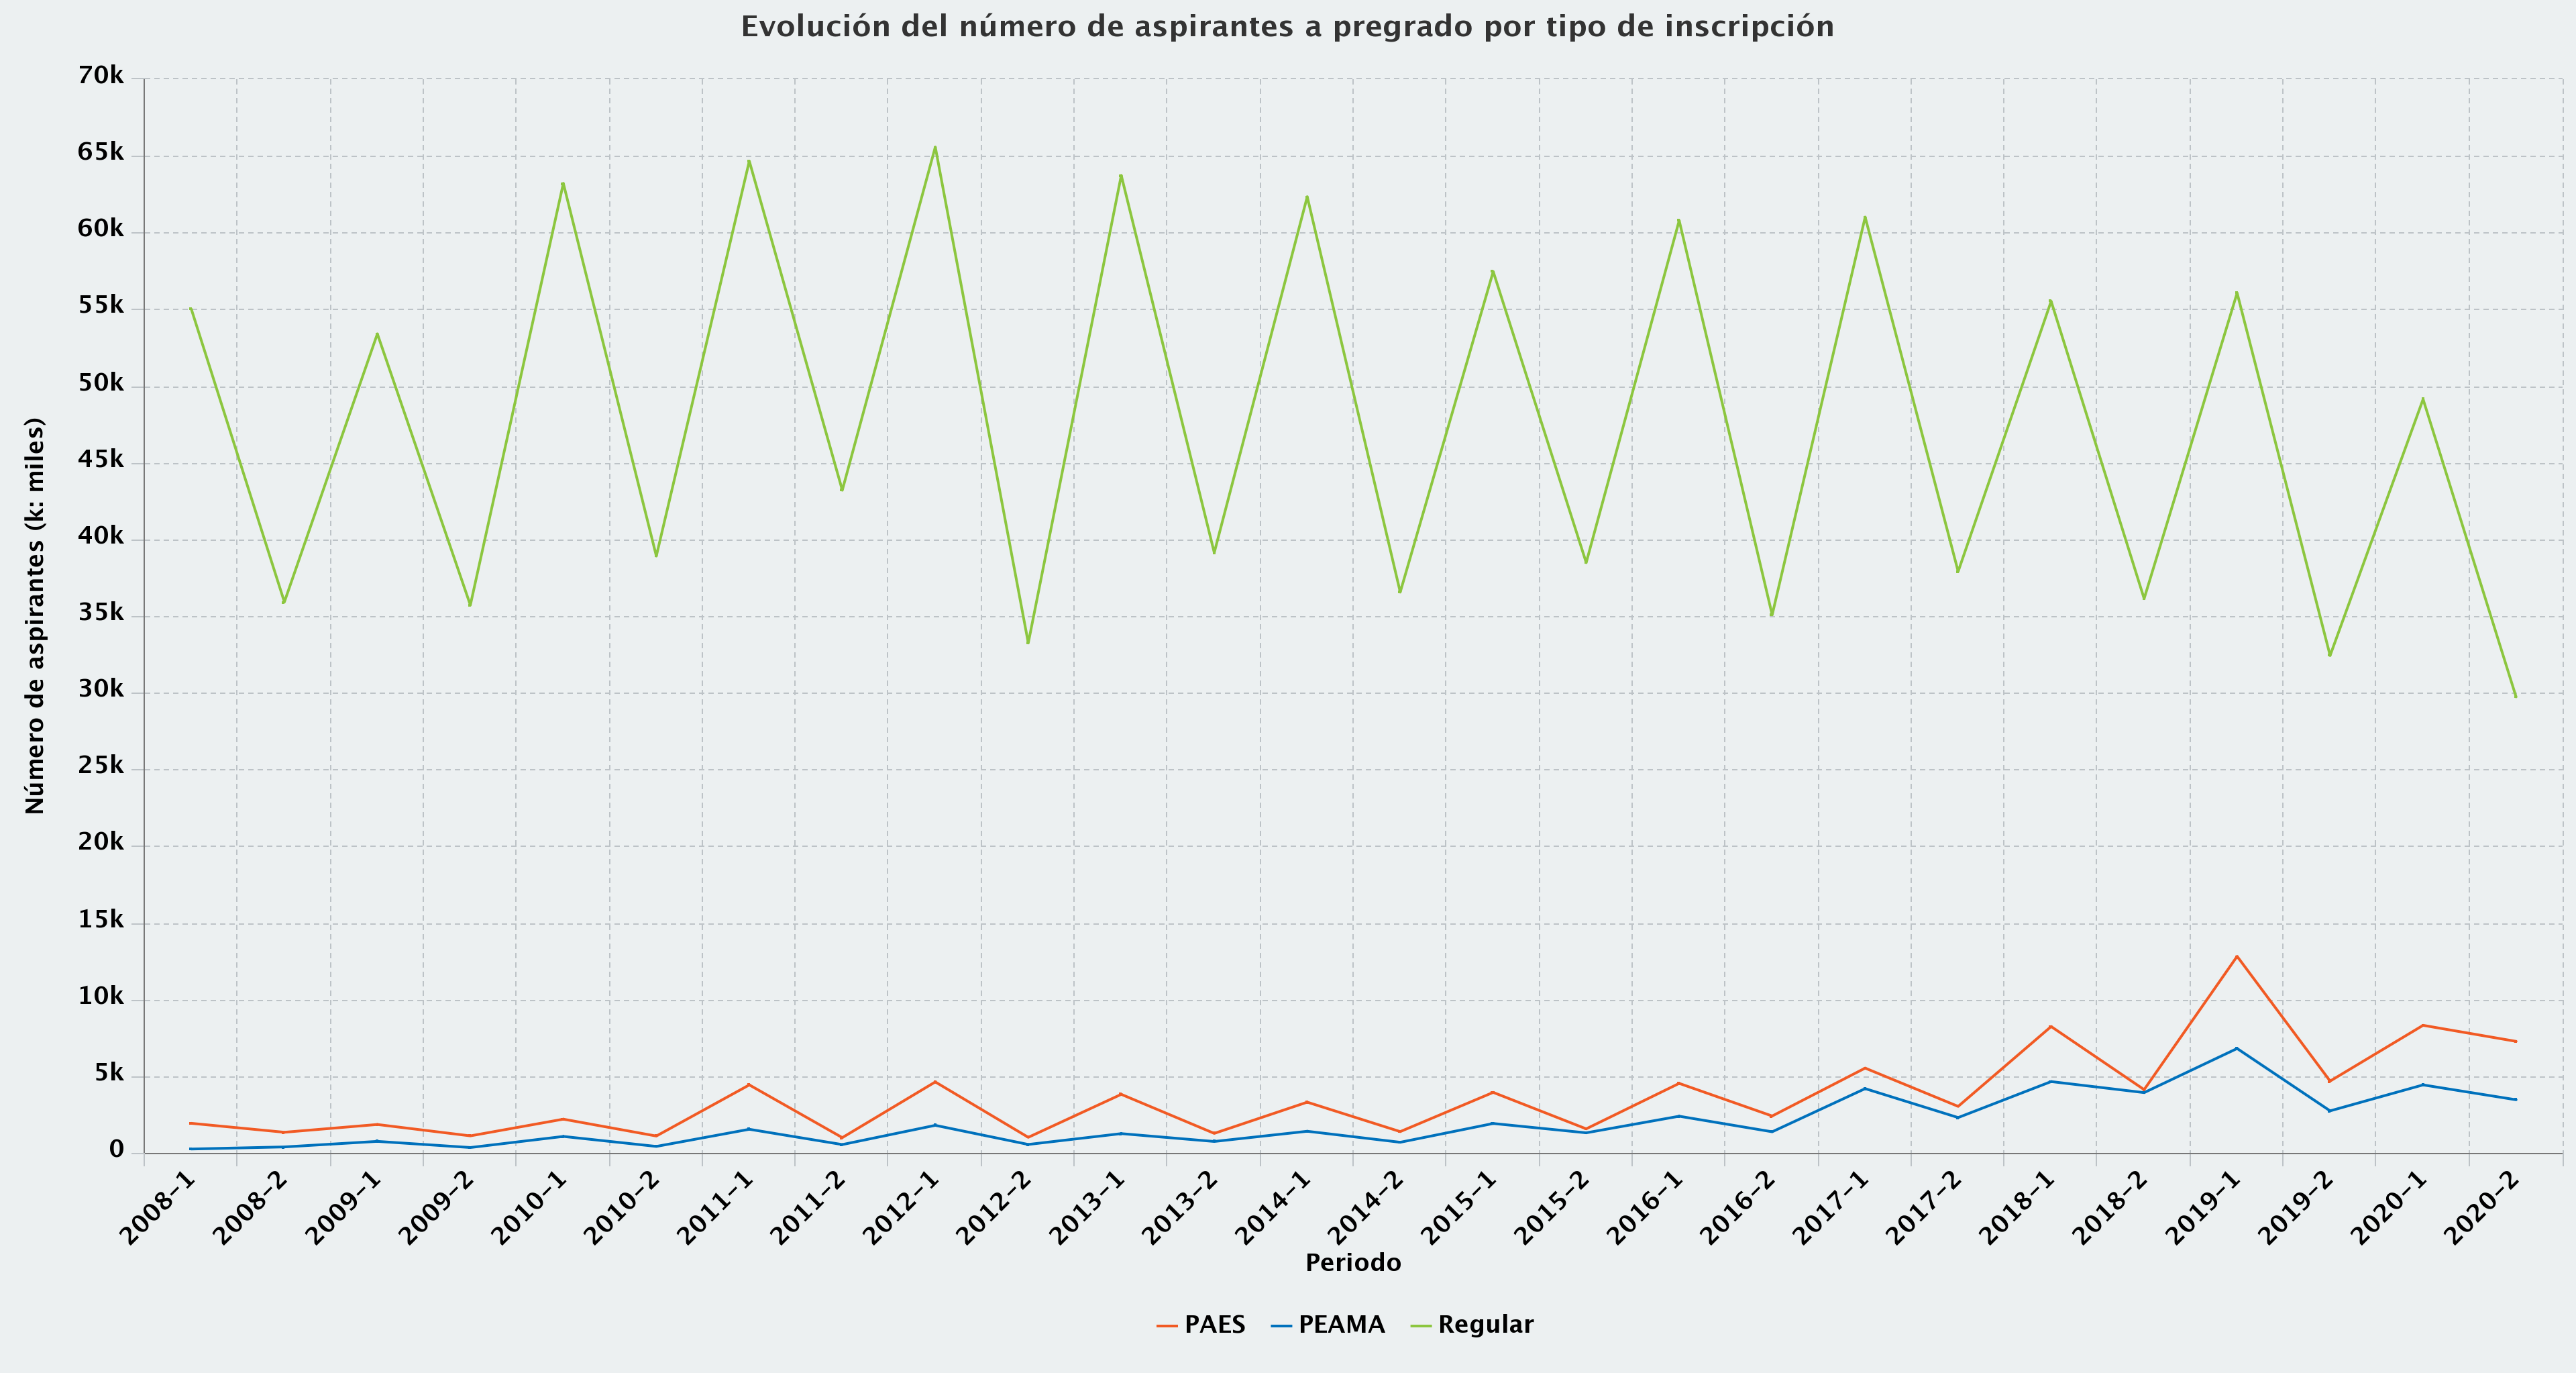 Evolución del número de aspirantes a pregrado por tipo de inscripción
70k
65k
60k
55k
50k
45k
40k
35k
30k
25k
20k
15k
10k
5k
0
Número de aspirantes (k: miles)
2008-1
2008-2
2009-1
2009-2
2010-1
2010-2
2011-1
2011-2
2012-1
2012-2
2013-1
2013-2
2014-1
2014-2
2015-1
2015-2
2016-1
2016-2
2017-1
2017-2
2018-1
2018-2
2019-1
2019-2
2020-1
2020-2
Periodo
PAES PEAMA Regular